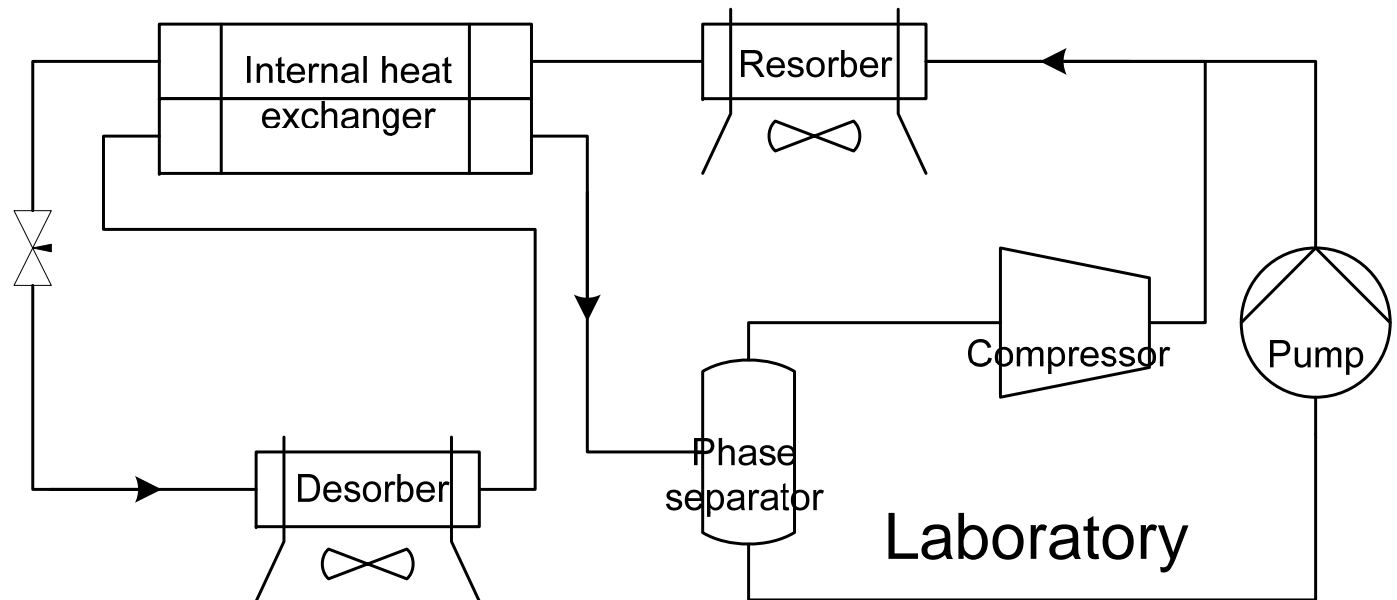 Internal heat
exchanger
Resorber
Compressor
Pump
Phase
separator
Desorber
Laboratory